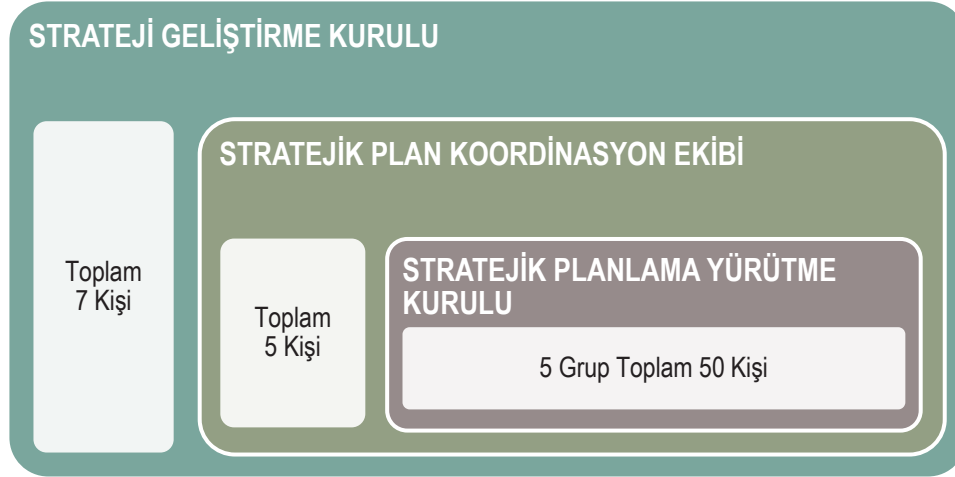 STRATEJİ GELİŞTİRME KURULU
STRATEJİK PLAN KOORDİNASYON EKİBİ
Toplam
7 Kişi
Toplam
5 Kişi
STRATEJİK PLANLAMA YÜRÜTME
KURULU
5 Grup Toplam 50 Kişi